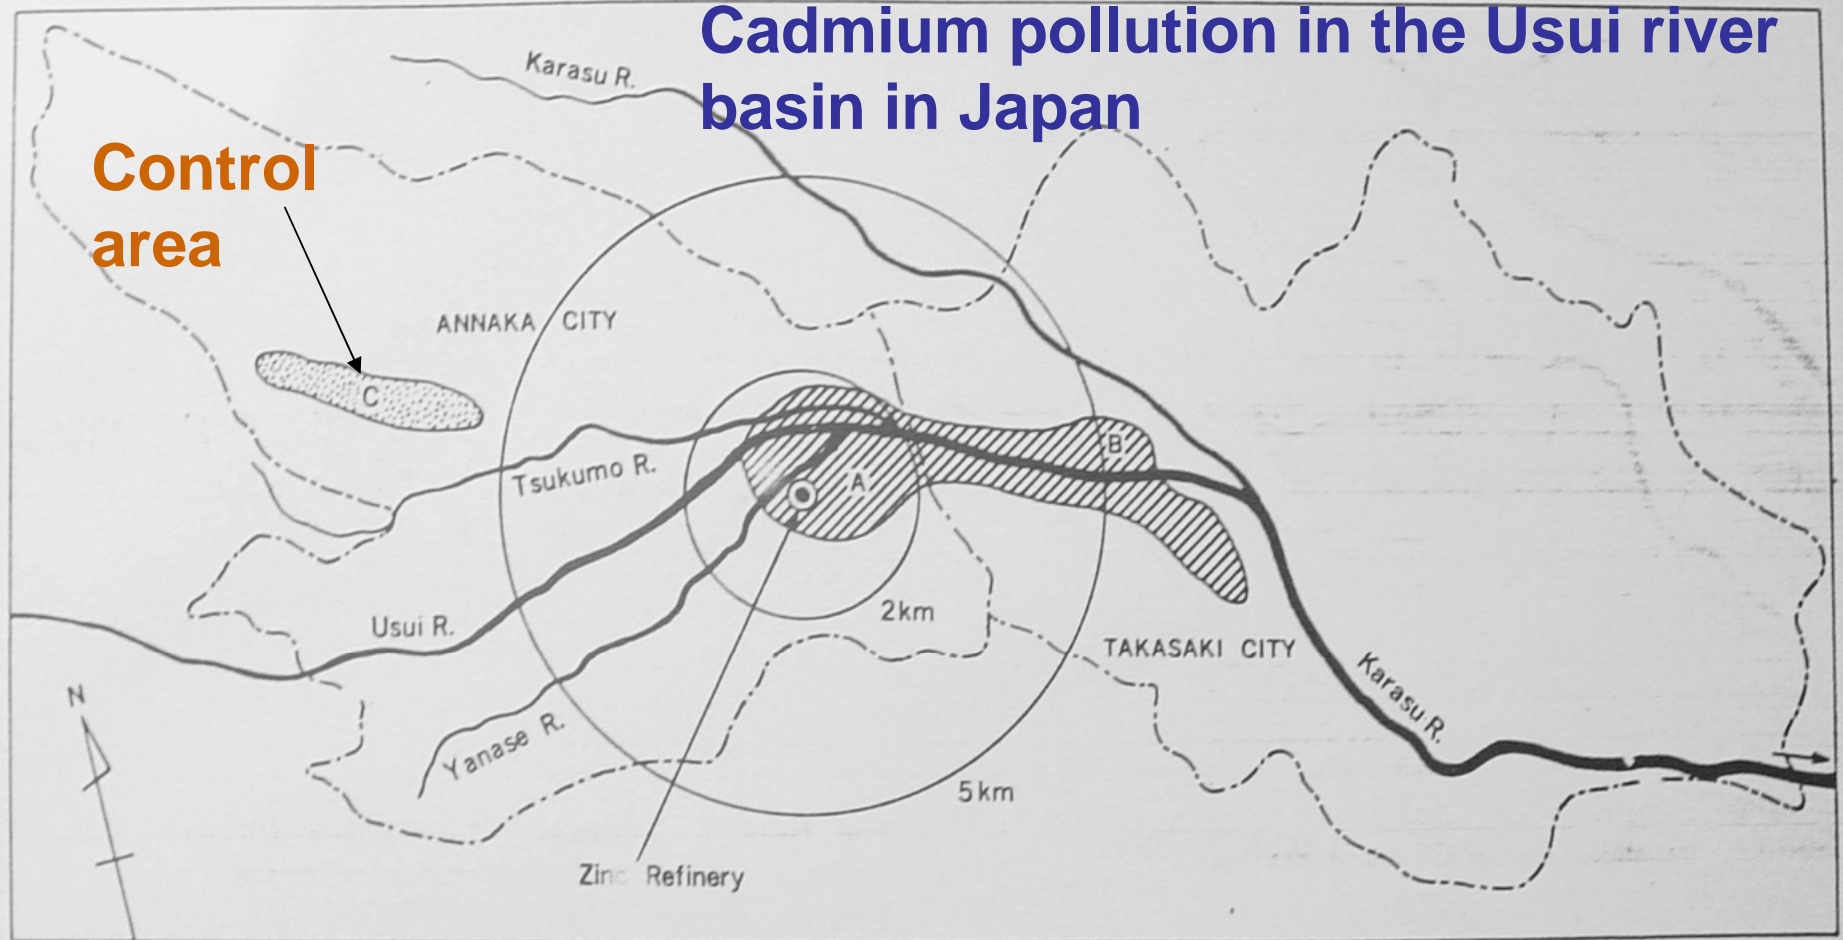 Cadmium pollution in the Usui river
basin in Japan
Karasu R.
Control
area
ANNAKA CITY
C
B
Tsukumo R.
A
2km
Usui R.
TAKASAKI CITY
Karasu R.
N
Yanase R.
5km
Zinc Refinery